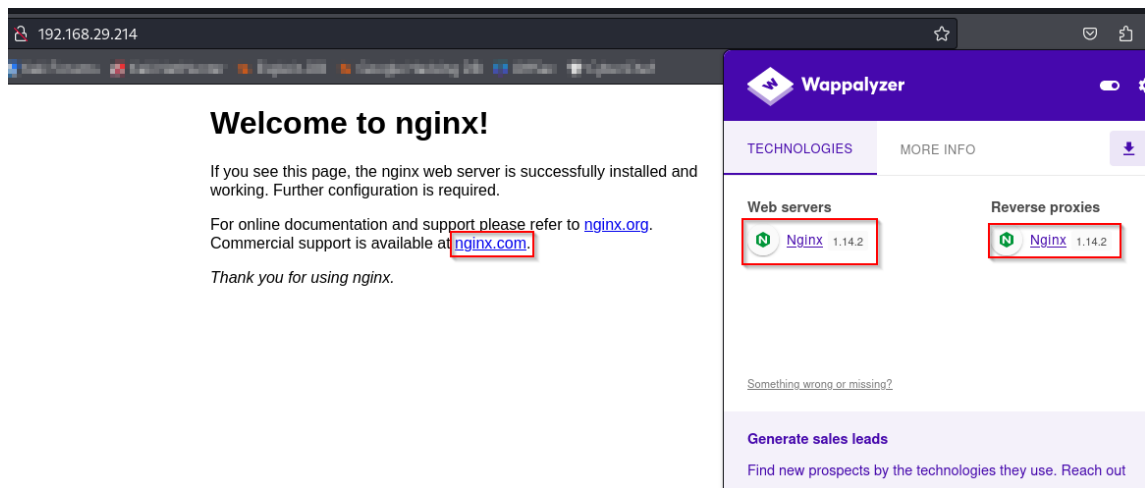 192.168.29.214
Welcome to nginx!
If you see this page, the nginx web server is successfully installed and
working. Further configuration is required.
For online documentation and support please refer to nginx.org.
Commercial support is available at nginx.com.
Thank you for using nginx.
Wappalyzer
TECHNOLOGIES
MORE INFO
Web servers
Reverse proxies
Nginx 1.14.2
Nginx 1.14.2
Something wrong or missing?
Generate sales leads
Find new prospects by the technologies they use. Reach out